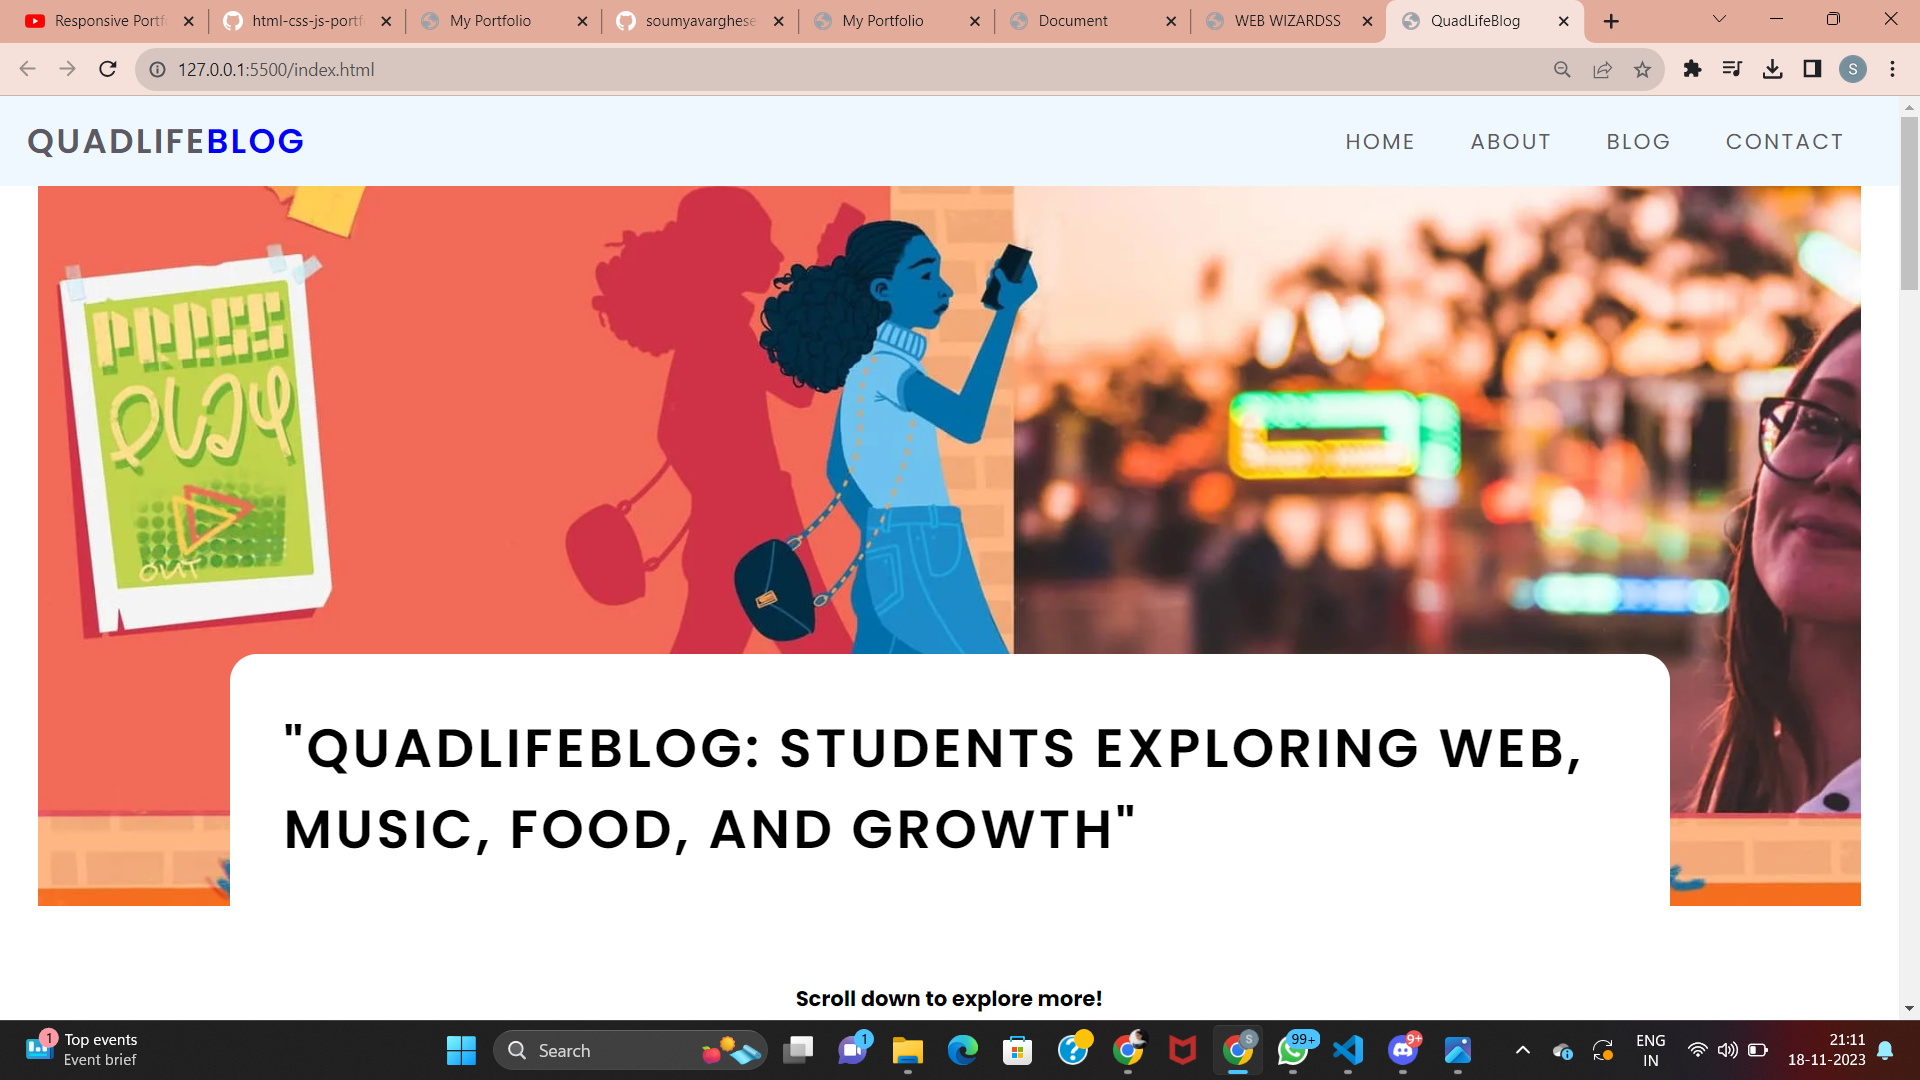 Responsive Portf
html-css-js-portf
My Portfolio
soumyavarghese
My Portfolio
Document
WEB WIZARDSS
QuadLifeBlog
127.0.0.1:5500/index.html
S
QUADLIFEBLOG
HOME
ABOUT
BLOG
CONTACT
PRESS
PLAY
OUT
"QUADLIFEBLOG: STUDENTS EXPLORING WEB,
MUSIC, FOOD, AND GROWTH"
Scroll down to explore more!
1
Top events
Event brief
Search
1
S
99+
9+
ENG
IN
21:11
18-11-2023